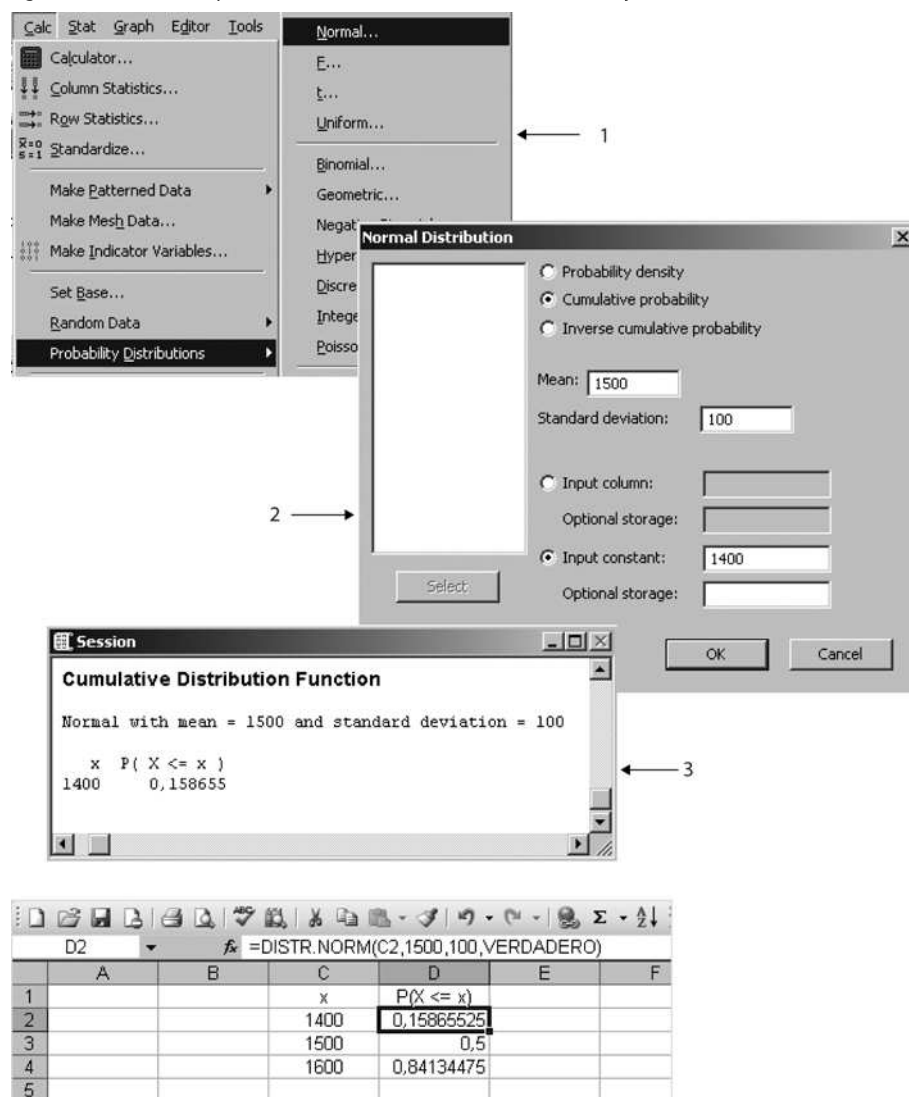 Calc Stat Graph Editor Tools
Calculator...
Column Statistics...
Row Statistics...
Standardize...
Make Patterned Data
Make Mesh Data...
Make Indicator Variables...
Set Base...
Random Data
Probability Distributions
Normal...
F...
t...
Uniform...
Binomial...
Geometric...
Negat
Hyper
Discre
Intege
Poisso
1
Normal Distribution
Probability density
Cumulative probability
Inverse cumulative probability
Mean: 1500
Standard deviation: 100
Input column:
Optional storage:
Input constant: 1400
Optional storage:
Select
OK Cancel
2
Session
Cumulative Distribution Function
Normal with mean = 1500 and standard deviation = 100
x P( X <= x )
1400 0,158655
3
D2 fx =DISTR.NORM(C2,1500,100,VERDADERO)
A B C D E F
1 x P(X <= x)
2 1400 0,15865525
3 1500 0,5
4 1600 0,84134475
5